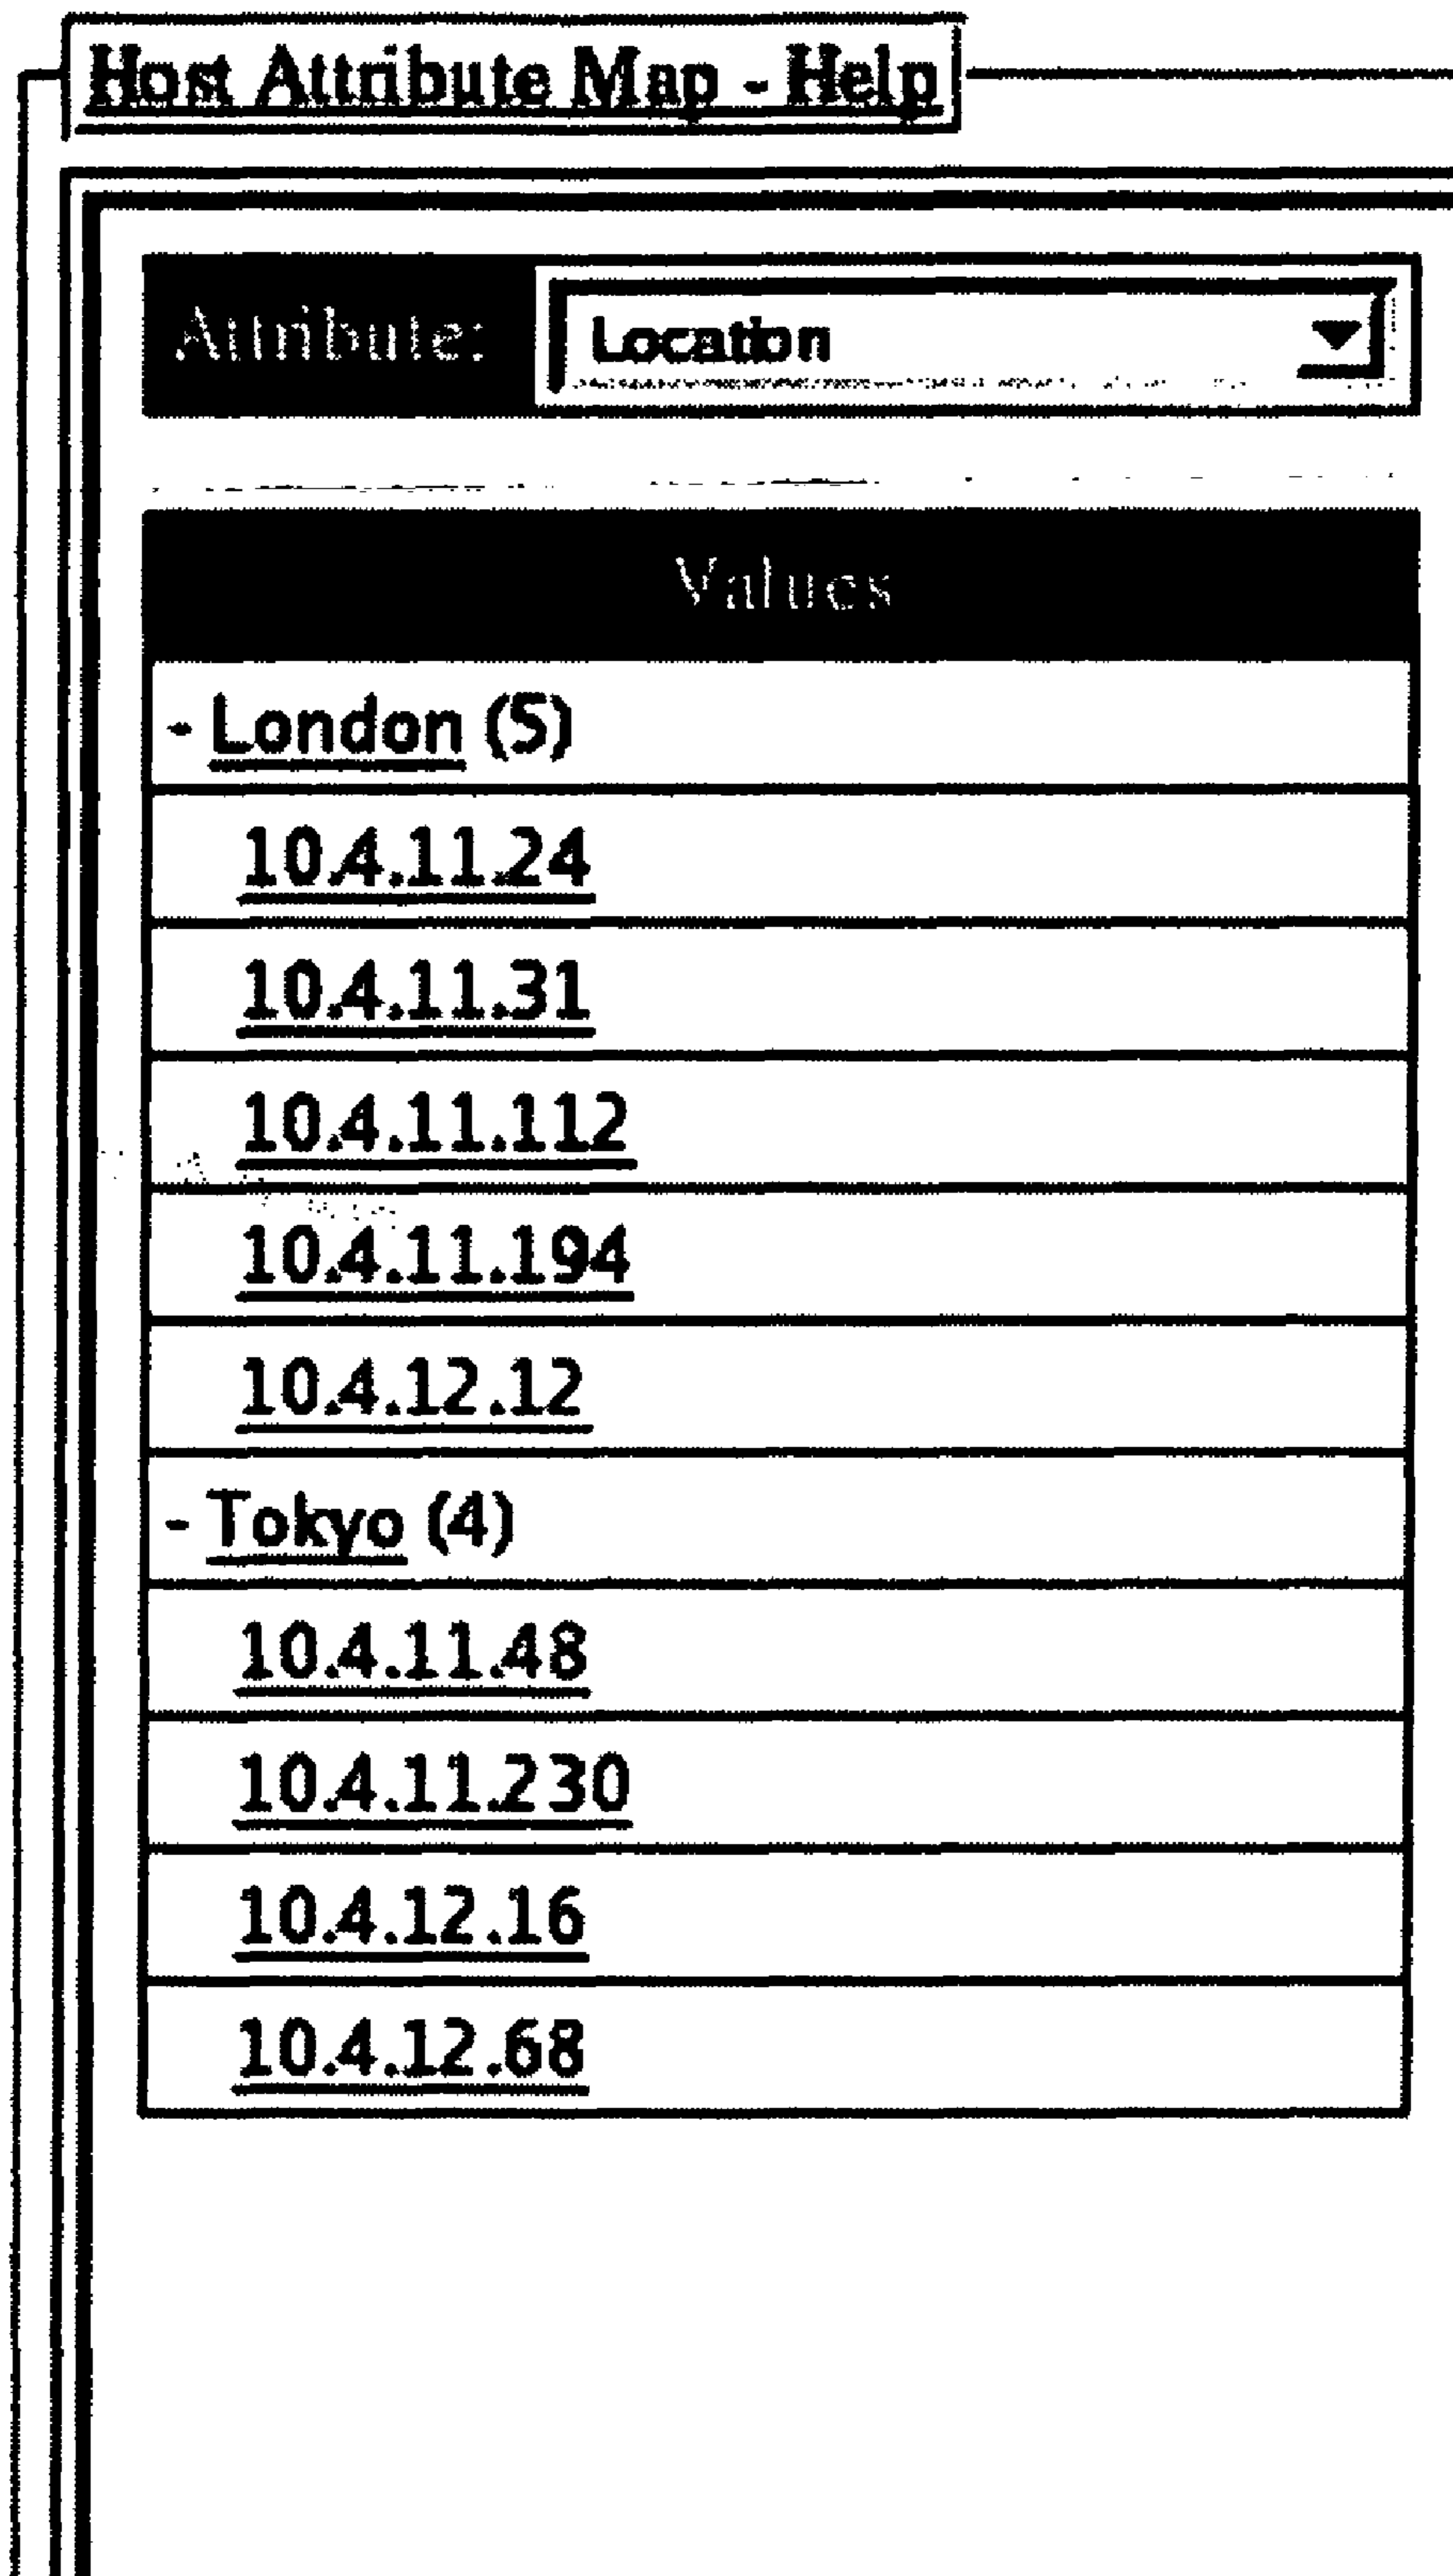 Host Attribute Map - Help
Attribute: Location
Values
- London (5)
10.4.11.24
10.4.11.31
10.4.11.112
10.4.11.194
10.4.12.12
- Tokyo (4)
10.4.11.48
10.4.11.230
10.4.12.16
10.4.12.68